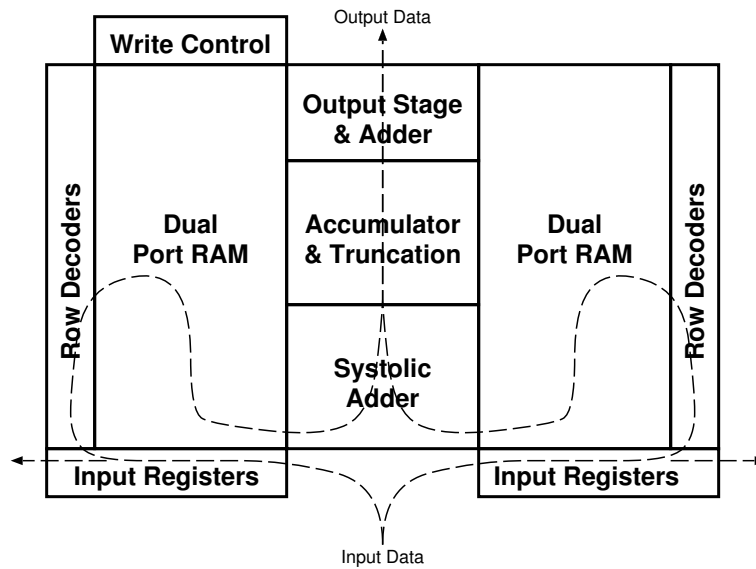 Output Data
Write Control
Output Stage
& Adder
Row Decoders
Dual
Port RAM
Accumulator
& Truncation
Dual
Port RAM
Row Decoders
Systolic
Adder
Input Registers
Input Registers
Input Data